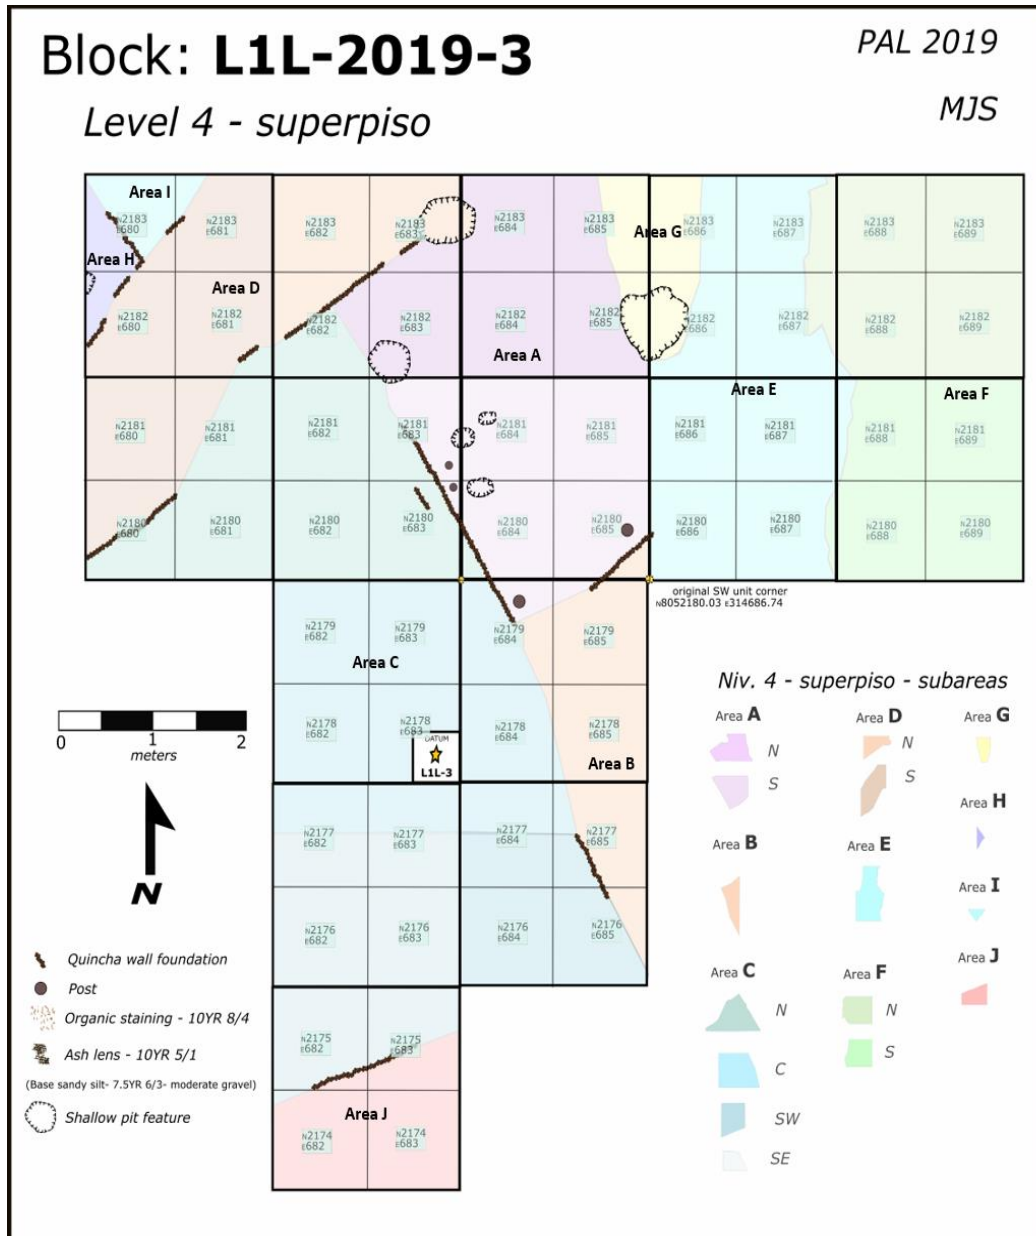 Block: L1L-2019-3
PAL 2019
Level 4 - superpiso
MJS
Area I
N2183
E680
N2183
E681
N2183
E682
N2183
E683
N2183
E684
N2183
E685
Area G
N2183
E686
N2183
E687
N2183
E688
N2183
E689
Area H
Area D
N2182
E680
N2182
E681
N2182
E682
N2182
E683
N2182
E684
N2182
E685
N2182
E686
N2182
E687
N2182
E688
N2182
E689
Area A
Area E
Area F
N2181
E680
N2181
E681
N2181
E682
N2181
E683
N2181
E684
N2181
E685
N2181
E686
N2181
E687
N2181
E688
N2181
E689
N2180
E680
N2180
E681
N2180
E682
N2180
E683
N2180
E684
N2180
E685
N2180
E686
N2180
E687
N2180
E688
N2180
E689
original SW unit corner
N8052180.03 E314686.74
N2179
E682
N2179
E683
N2179
E684
N2179
E685
Area C
N2178
E682
N2178
E683
N2178
E684
N2178
E685
DATUM
L1L-3
Area B
N2177
E682
N2177
E683
N2177
E684
N2177
E685
N2176
E682
N2176
E683
N2176
E684
N2176
E685
N2175
E682
N2175
E683
Area J
N2174
E682
N2174
E683
0 1 2
meters
N
Quincha wall foundation
Post
Organic staining - 10YR 8/4
Ash lens - 10YR 5/1
(Base sandy silt- 7.5YR 6/3- moderate gravel)
Shallow pit feature
Niv. 4 - superpiso - subareas
Area A
N
S
Area B
Area C
N
C
SW
SE
Area D
N
S
Area E
Area F
N
S
Area G
Area H
Area I
Area J